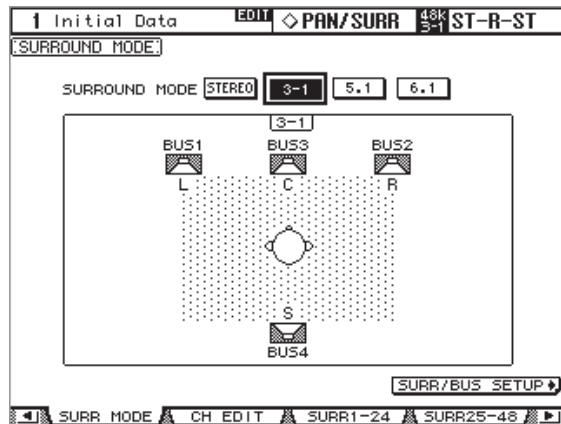 1 Initial Data EDIT ◇PAN/SURR 48k 3-1 ST-R-ST
SURROUND MODE
SURROUND MODE STEREO 3-1 5.1 6.1
3-1
BUS1 BUS3 BUS2
L C R
S
BUS4
SURR/BUS SETUP
SURR MODE CH EDIT SURR1-24 SURR25-48